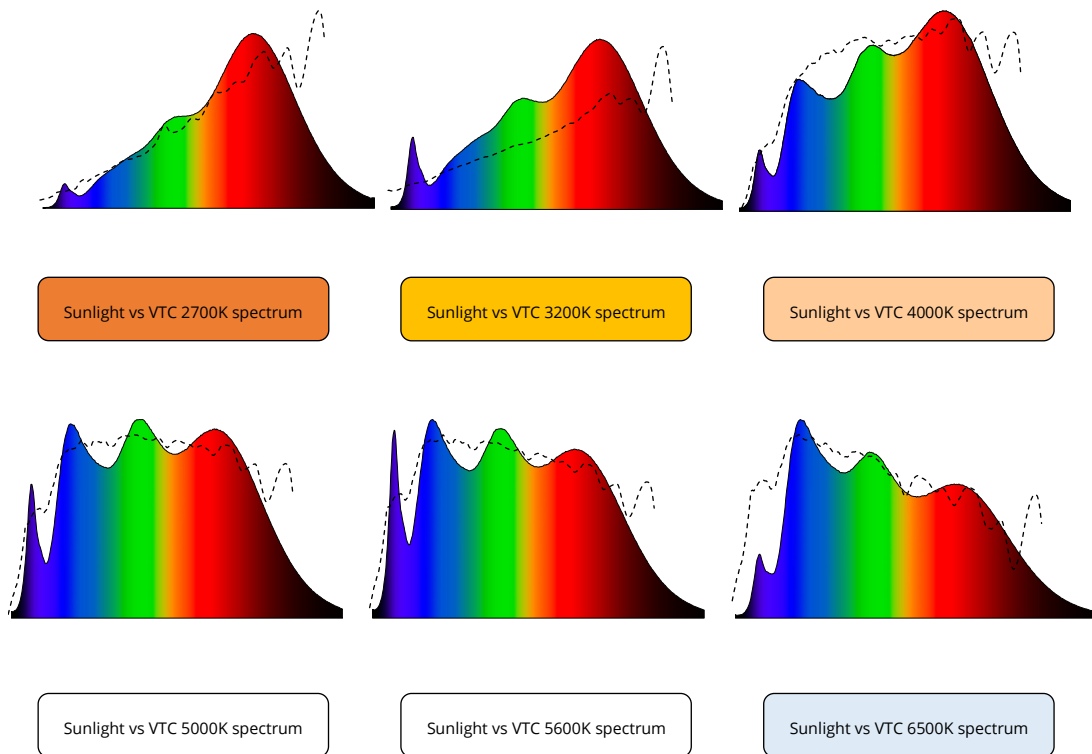 Sunlight vs VTC 2700K spectrum
Sunlight vs VTC 3200K spectrum
Sunlight vs VTC 4000K spectrum
Sunlight vs VTC 5000K spectrum
Sunlight vs VTC 5600K spectrum
Sunlight vs VTC 6500K spectrum